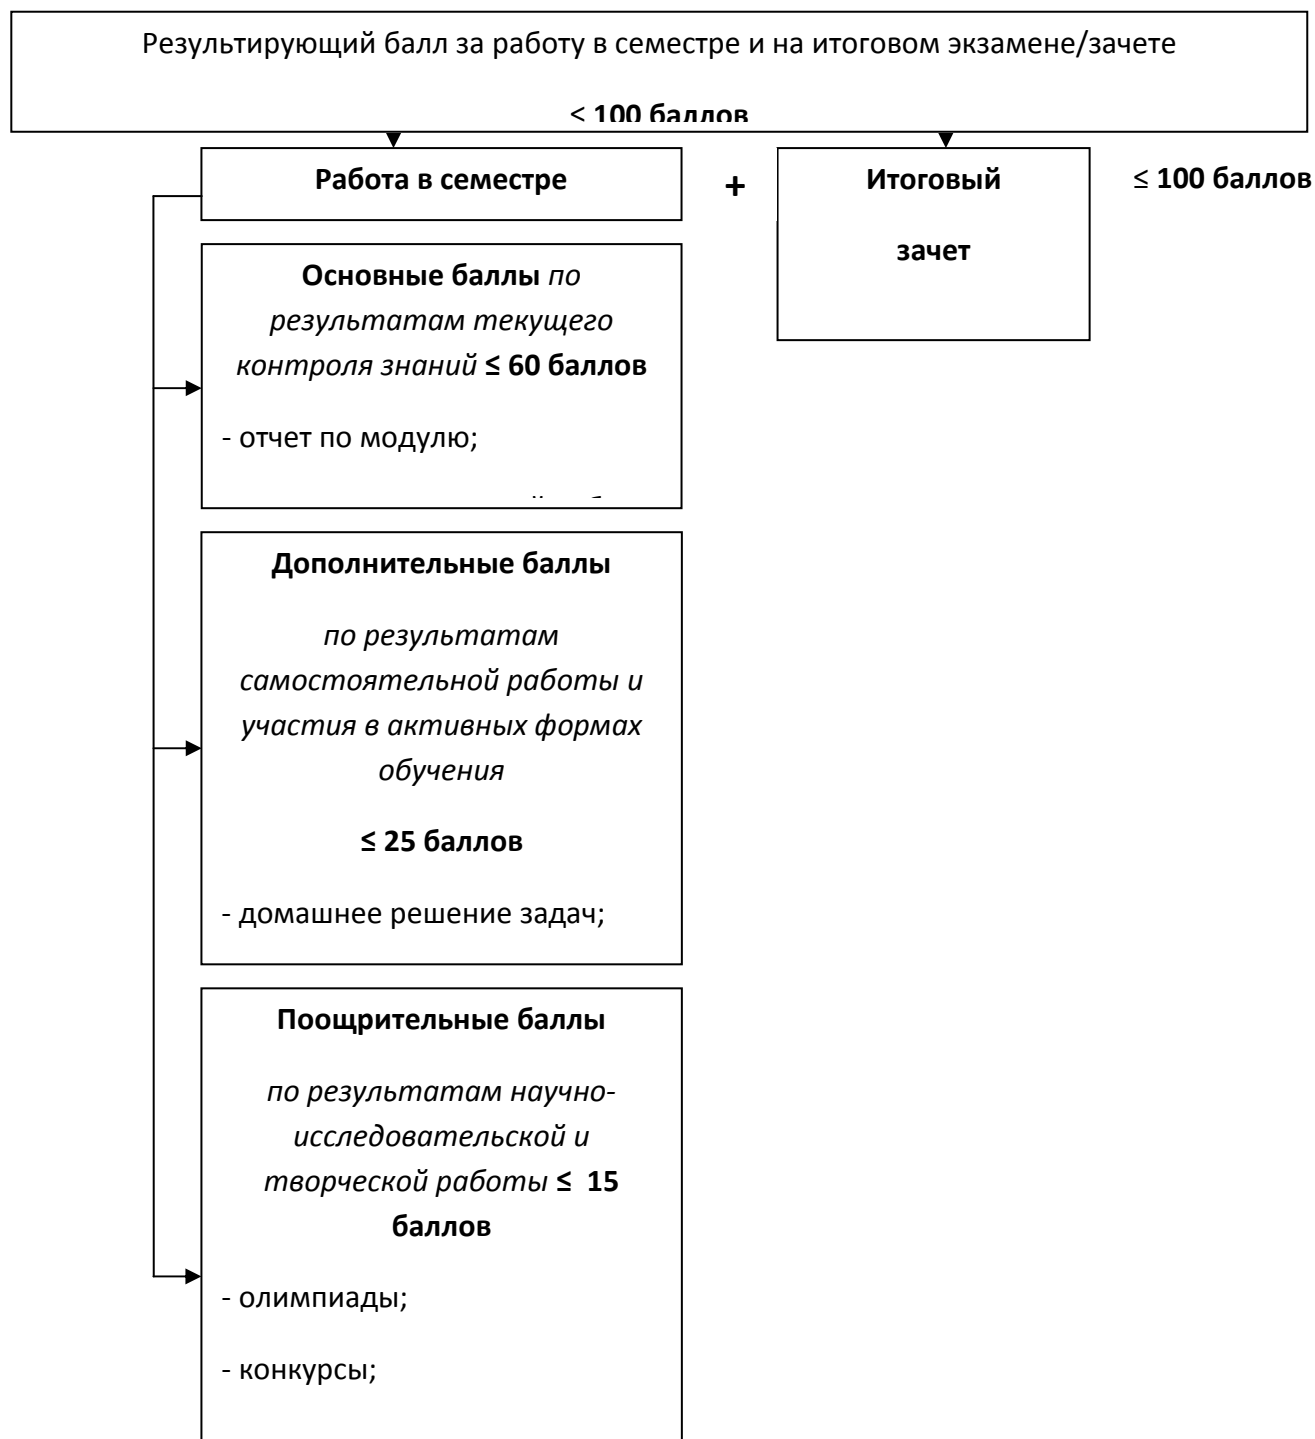 Результирующий балл за работу в семестре и на итоговом экзамене/зачете
< 100 баллов
Работа в семестре
+
Итоговый
зачет
≤ 100 баллов
Основные баллы по
результатам текущего
контроля знаний ≤ 60 баллов
- отчет по модулю;
Дополнительные баллы
по результатам
самостоятельной работы и
участия в активных формах
обучения
≤ 25 баллов
- домашнее решение задач;
Поощрительные баллы
по результатам научно-
исследовательской и
творческой работы ≤ 15
баллов
- олимпиады;
- конкурсы;